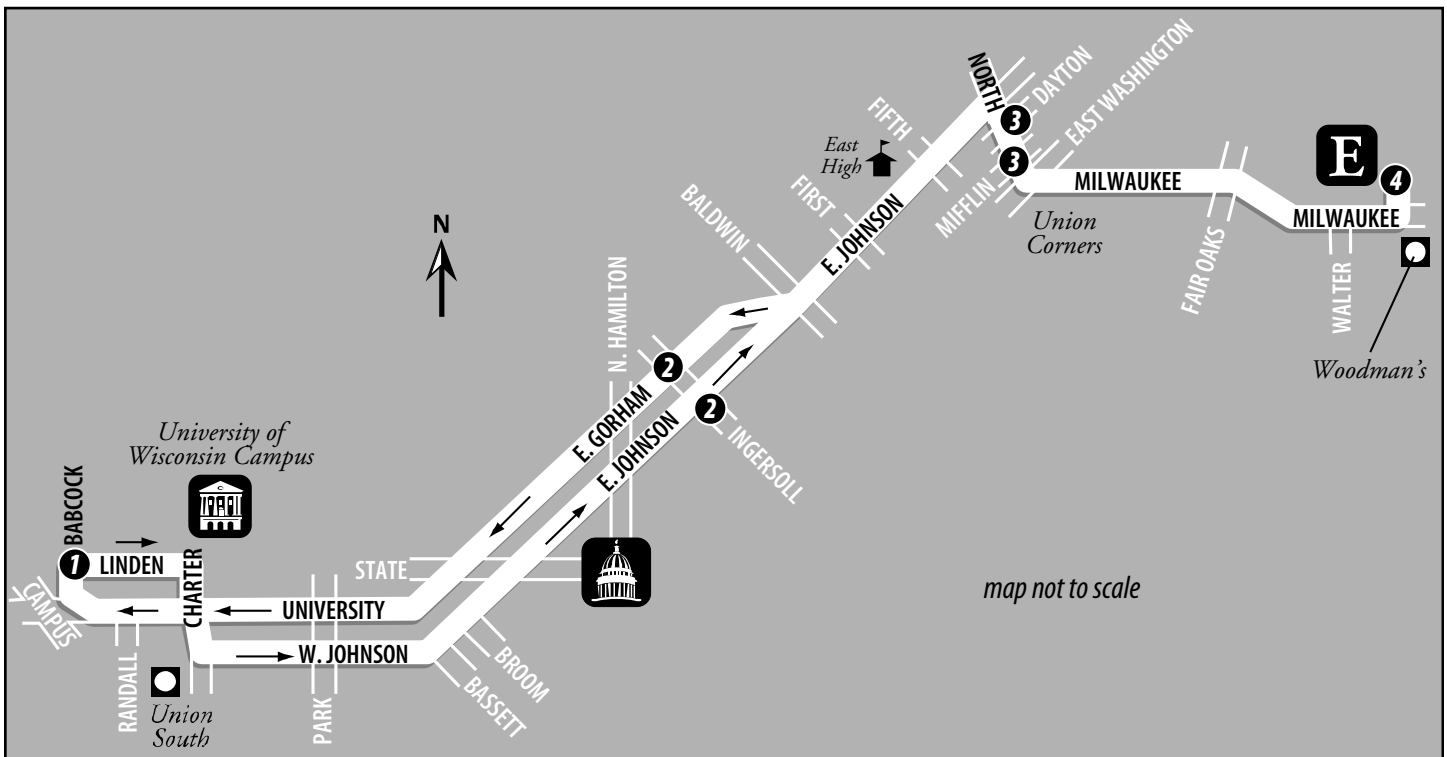 NORTH
DAYTON
EAST WASHINGTON
3
3
MIFFLIN
FIFTH
East
High
FIRST
BALDWIN
E. JOHNSON
MILWAUKEE
Union
Corners
FAIR OAKS
E
4
MILWAUKEE
WALTER
Woodman's
N
N. HAMILTON
2
2
E. GORHAM
E. JOHNSON
INGERSOLL
University of
Wisconsin Campus
BABCOCK
1
LINDEN
CHARTER
CAMPUS
STATE
UNIVERSITY
W. JOHNSON
RANDALL
Union
South
PARK
BASSETT
BROOM
map not to scale